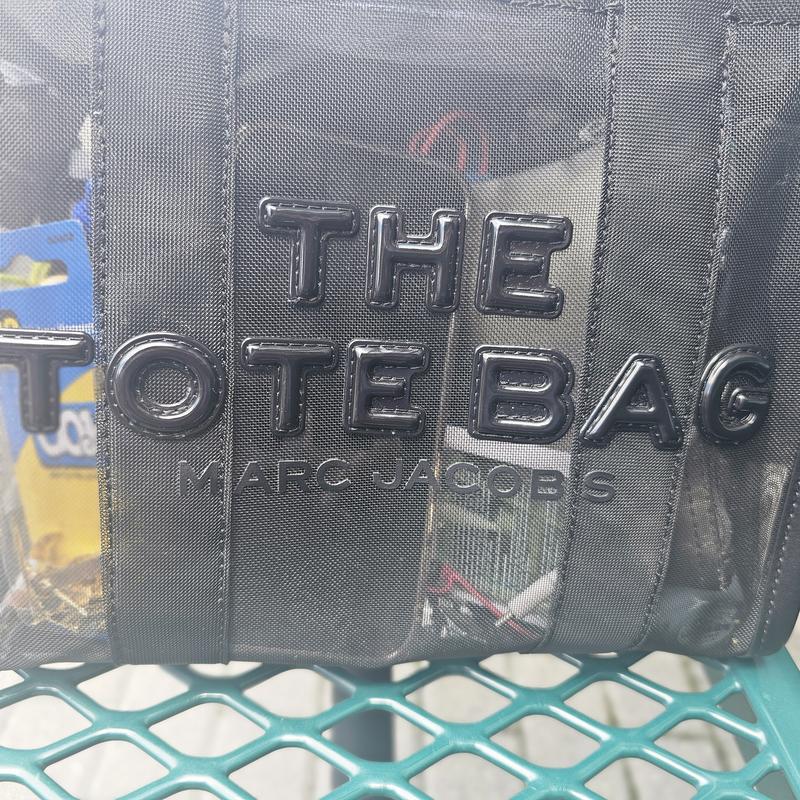 THE
TOTE BAG
MARC JACOBS